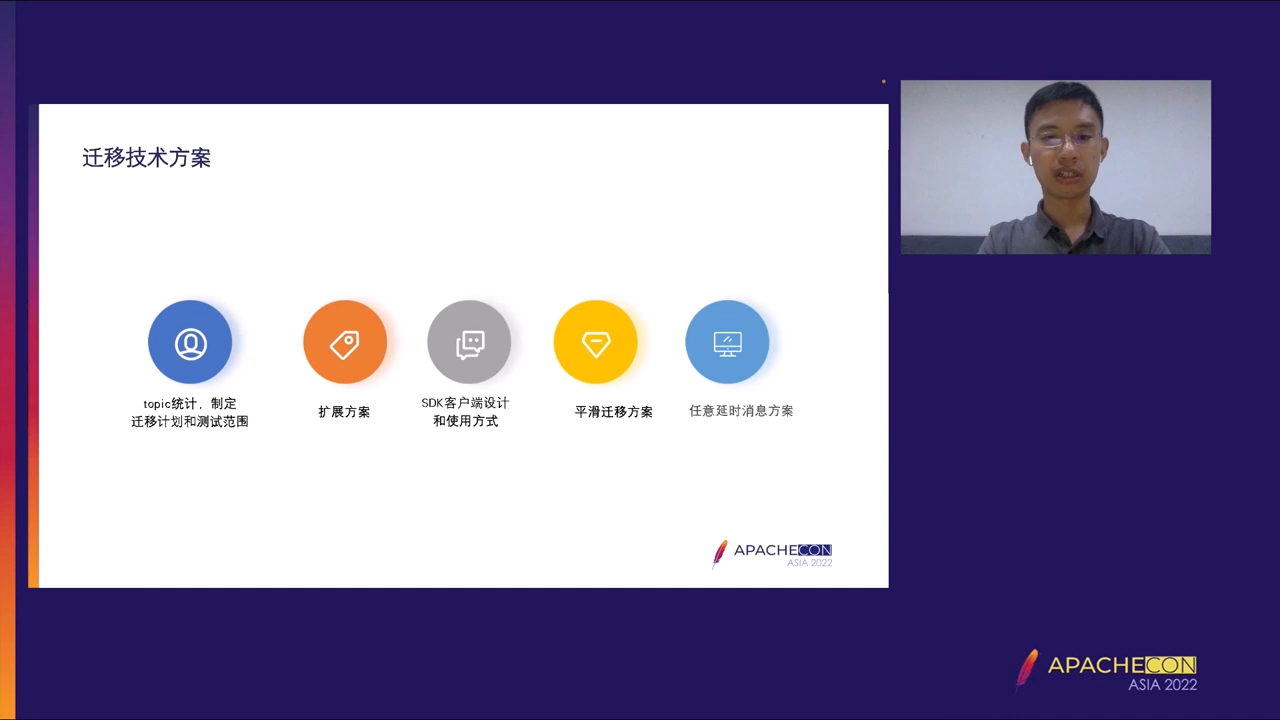 迁移技术方案
topic统计，制定
迁移计划和测试范围
扩展方案
SDK客户端设计
和使用方式
平滑迁移方案
任意延时消息方案
APACHECON
ASIA 2022
APACHECON
ASIA 2022